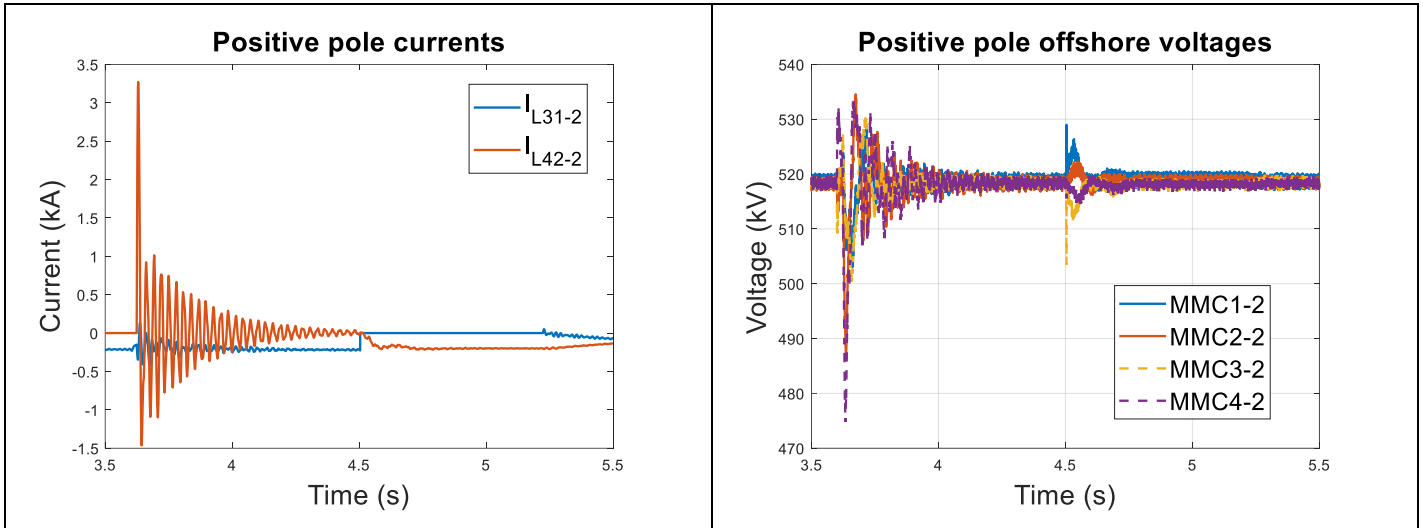 Positive pole currents
3.5
3
2.5
2
1.5
1
0.5
0
-0.5
-1
-1.5
Current (kA)
I L31-2
I L42-2
3.5 4 4.5 5 5.5
Time (s)
Positive pole offshore voltages
540
530
520
510
500
490
480
470
Voltage (kV)
MMC1-2
MMC2-2
MMC3-2
MMC4-2
3.5 4 4.5 5 5.5
Time (s)